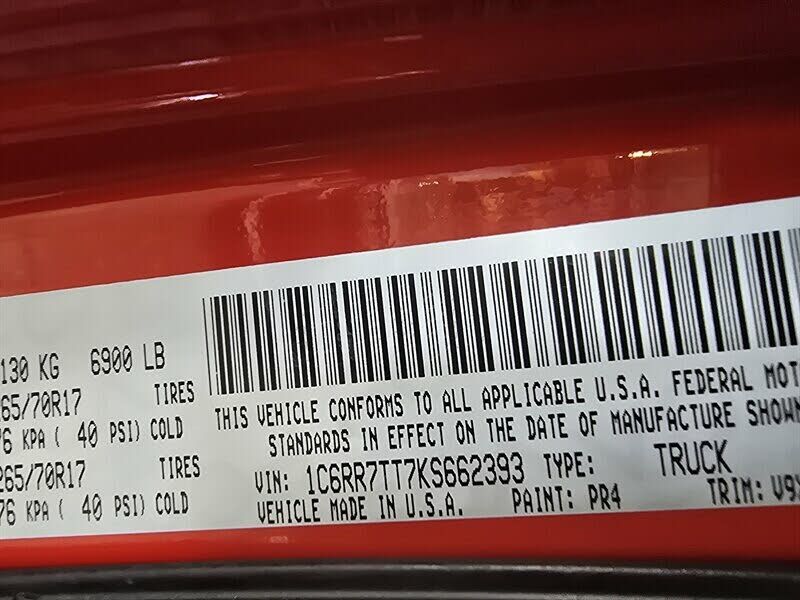 130 KG 6900 LB
265/70R17 TIRES
76 KPA ( 40 PSI) COLD
265/70R17 TIRES
76 KPA ( 40 PSI) COLD
THIS VEHICLE CONFORMS TO ALL APPLICABLE U.S.A. FEDERAL MOT
STANDARDS IN EFFECT ON THE DATE OF MANUFACTURE SHOWN
VIN: 1C6RR7TT7KS662393 TYPE: TRUCK
VEHICLE MADE IN U.S.A. PAINT: PR4 TRIM: V9X